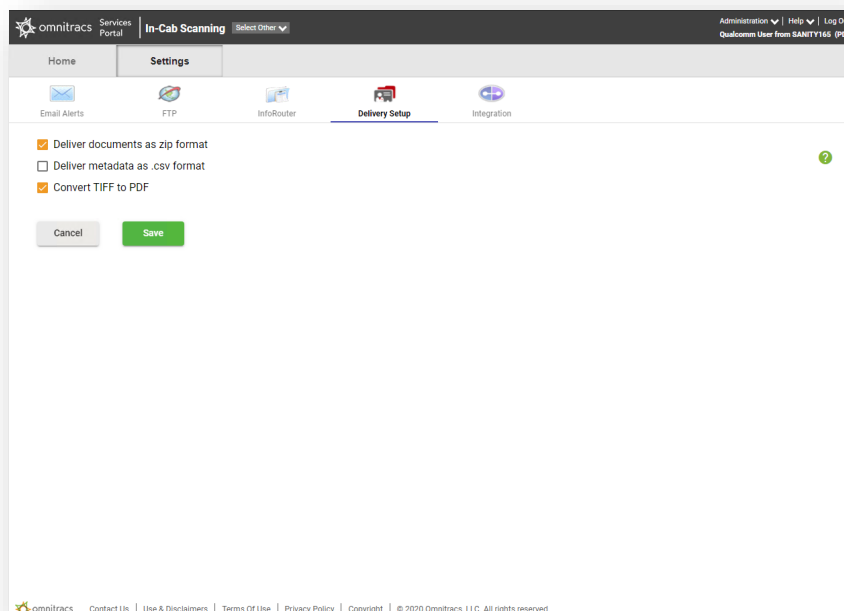 omnitracs Services Portal In-Cab Scanning Select Other
Administration | Help | Log O
Qualcomm User from SANITY165 (P
Home Settings
Email Alerts FTP InfoRouter Delivery Setup Integration
Deliver documents as zip format
Deliver metadata as .csv format
Convert TIFF to PDF
Cancel Save
omnitracs Contact Us | Use & Disclaimers | Terms Of Use | Privacy Policy | Copyright | © 2020 Omnitracs, LLC. All rights reserved.